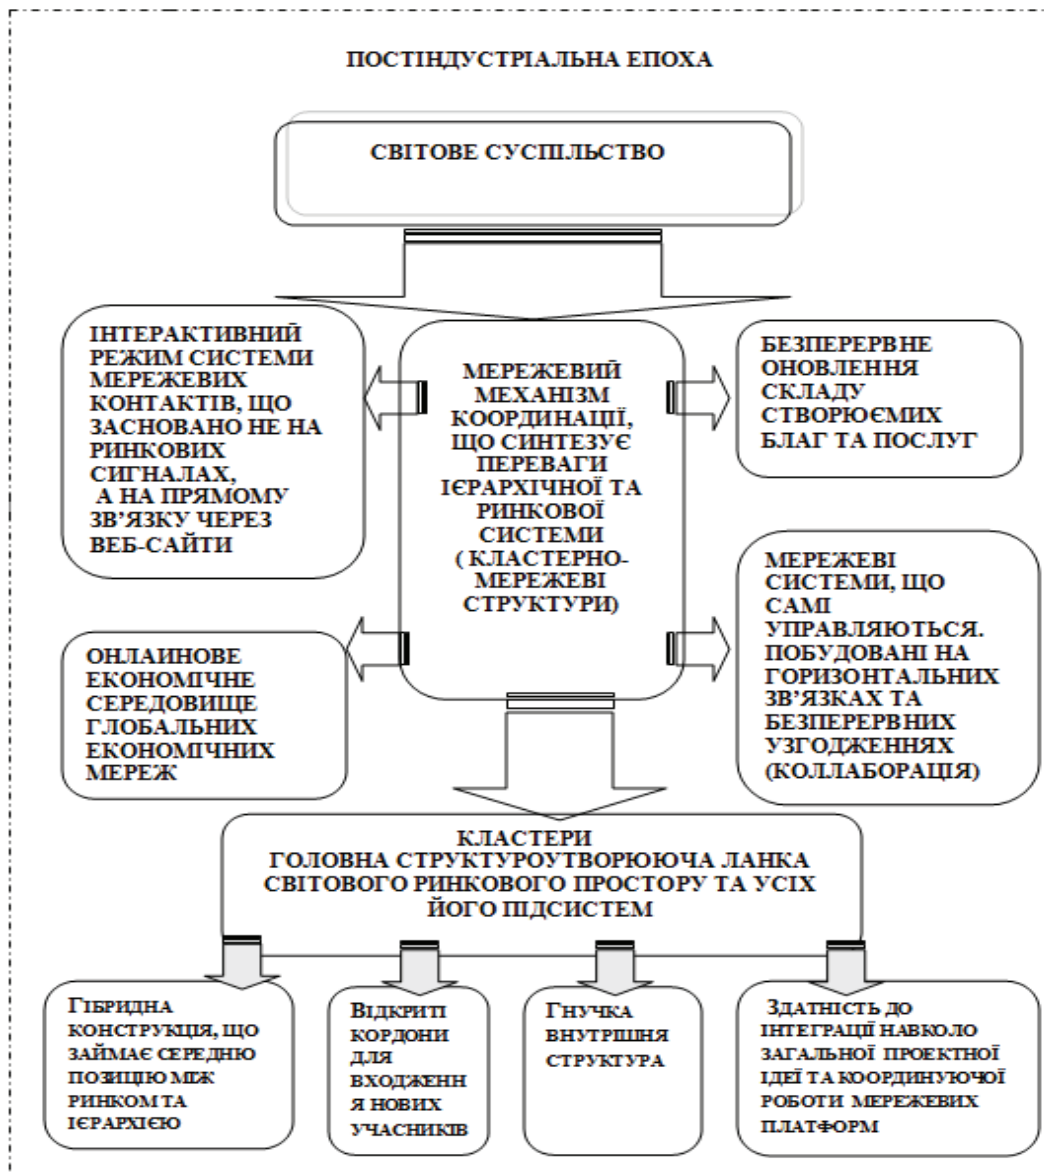 ПОСТІНДУСТРІАЛЬНА ЕПОХА
СВІТОВЕ СУСПІЛЬСТВО
ІНТЕРАКТИВНИЙ
РЕЖИМ СИСТЕМИ
МЕРЕЖЕВИХ
КОНТАКТІВ, ЩО
ЗАСНОВАНО НЕ НА
РИНКОВИХ
СИГНАЛАХ,
А НА ПРЯМОМУ
ЗВ’ЯЗКУ ЧЕРЕЗ
ВЕБ-САЙТИ
МЕРЕЖЕВИЙ
МЕХАНІЗМ
КООРДИНАЦІЇ,
ЩО СИНТЕЗУЄ
ПЕРЕВАГИ
ІЄРАРХІЧНОЇ ТА
РИНКОВОЇ
СИСТЕМИ
( КЛАСТЕРНО-
МЕРЕЖЕВІ
СТРУКТУРИ)
БЕЗПЕРЕРВНЕ
ОНОВЛЕННЯ
СКЛАДУ
СТВОРЮЄМИХ
БЛАГ ТА ПОСЛУГ
ОНЛАИНОВЕ
ЕКОНОМІЧНЕ
СЕРЕДОВИЩЕ
ГЛОБАЛЬНИХ
ЕКОНОМІЧНИХ
МЕРЕЖ
МЕРЕЖЕВІ
СИСТЕМИ, ЩО
САМІ
УПРАВЛЯЮТЬСЯ.
ПОБУДОВАНІ НА
ГОРИЗОНТАЛЬНИХ
ЗВ’ЯЗКАХ ТА
БЕЗПЕРЕРВНИХ
УЗГОДЖЕННЯХ
(КОЛЛАБОРАЦІЯ)
КЛАСТЕРИ
ГОЛОВНА СТРУКТУРОУТВОРЮЮЧА ЛАНКА
СВІТОВОГО РИНКОВОГО ПРОСТОРУ ТА УСІХ
ЙОГО ПІДСИСТЕМ
ГІБРИДНА
КОНСТРУКЦІЯ, ЩО
ЗАЙМАЄ СЕРЕДНЮ
ПОЗИЦІЮ МІЖ
РИНКОМ ТА
ІЄРАРХІЄЮ
ВІДКРИТІ
КОРДОНИ
ДЛЯ
ВХОДЖЕНН
Я НОВИХ
УЧАСНИКІВ
ГНУЧКА
ВНУТРІШНЯ
СТРУКТУРА
ЗДАТНІСТЬ ДО
ІНТЕГРАЦІЇ НАВКОЛО
ЗАГАЛЬНОЇ ПРОЕКТНОЇ
ІДЕЇ ТА КООРДИНУЮЧОЇ
РОБОТИ МЕРЕЖЕВИХ
ПЛАТФОРМ